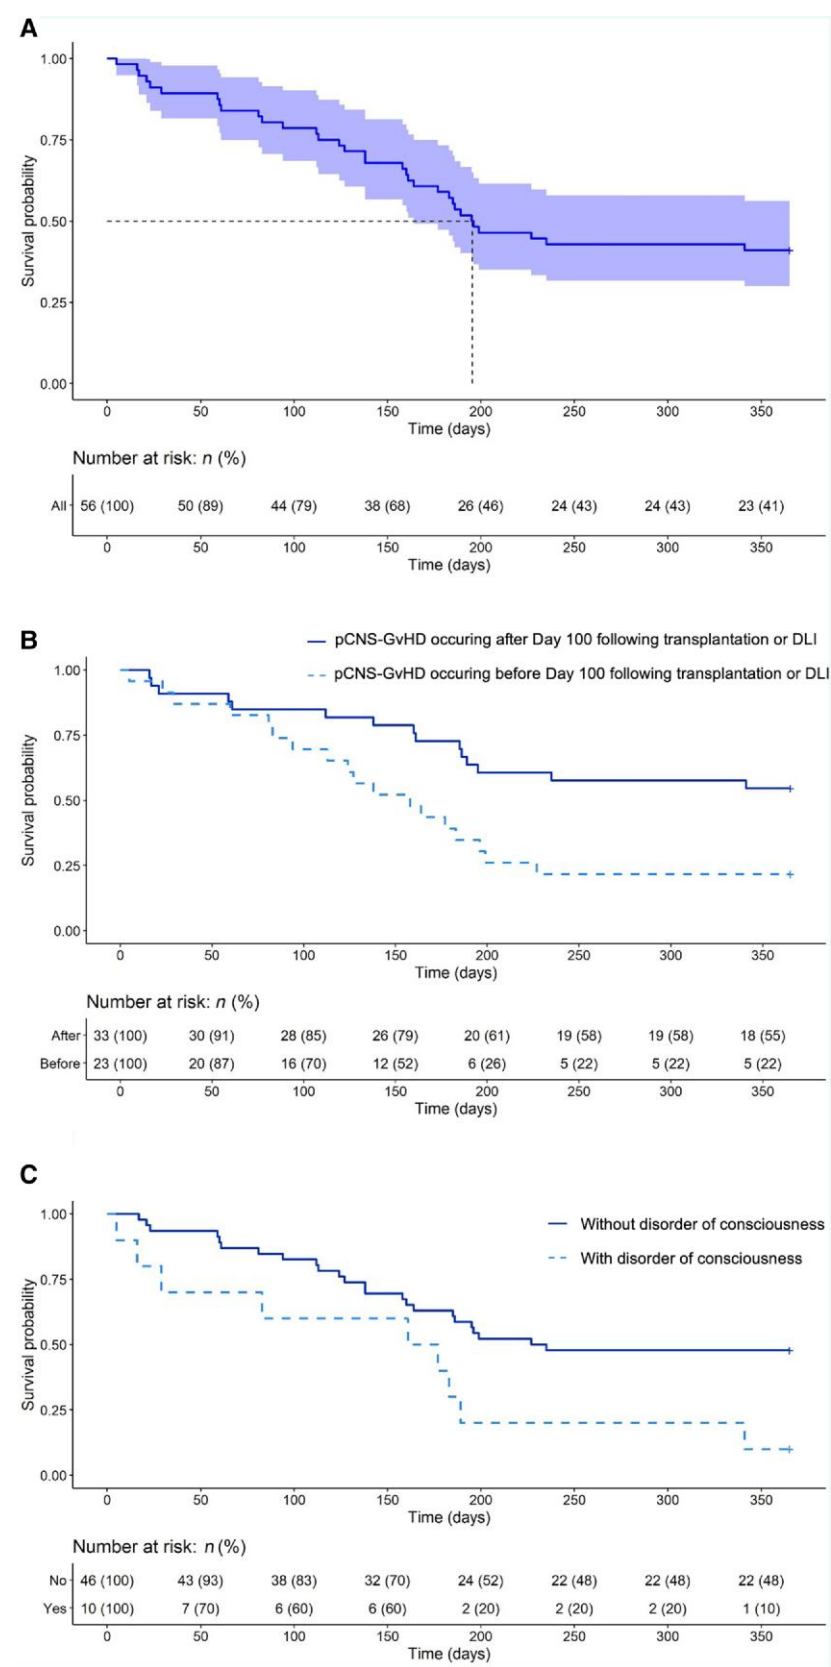 A
Survival probability
1.00
0.75
0.50
0.25
0.00
0 50 100 150 200 250 300 350
Time (days)
Number at risk: n (%)
All 56 (100) 50 (89) 44 (79) 38 (68) 26 (46) 24 (43) 24 (43) 23 (41)
0 50 100 150 200 250 300 350
Time (days)
B
pCNS-GvHD occuring after Day 100 following transplantation or DLI
pCNS-GvHD occuring before Day 100 following transplantation or DLI
Survival probability
1.00
0.75
0.50
0.25
0.00
0 50 100 150 200 250 300 350
Time (days)
Number at risk: n (%)
After 33 (100) 30 (91) 28 (85) 26 (79) 20 (61) 19 (58) 19 (58) 18 (55)
Before 23 (100) 20 (87) 16 (70) 12 (52) 6 (26) 5 (22) 5 (22) 5 (22)
0 50 100 150 200 250 300 350
Time (days)
C
Without disorder of consciousness
With disorder of consciousness
Survival probability
1.00
0.75
0.50
0.25
0.00
0 50 100 150 200 250 300 350
Time (days)
Number at risk: n (%)
No 46 (100) 43 (93) 38 (83) 32 (70) 24 (52) 22 (48) 22 (48) 22 (48)
Yes 10 (100) 7 (70) 6 (60) 6 (60) 2 (20) 2 (20) 2 (20) 1 (10)
0 50 100 150 200 250 300 350
Time (days)